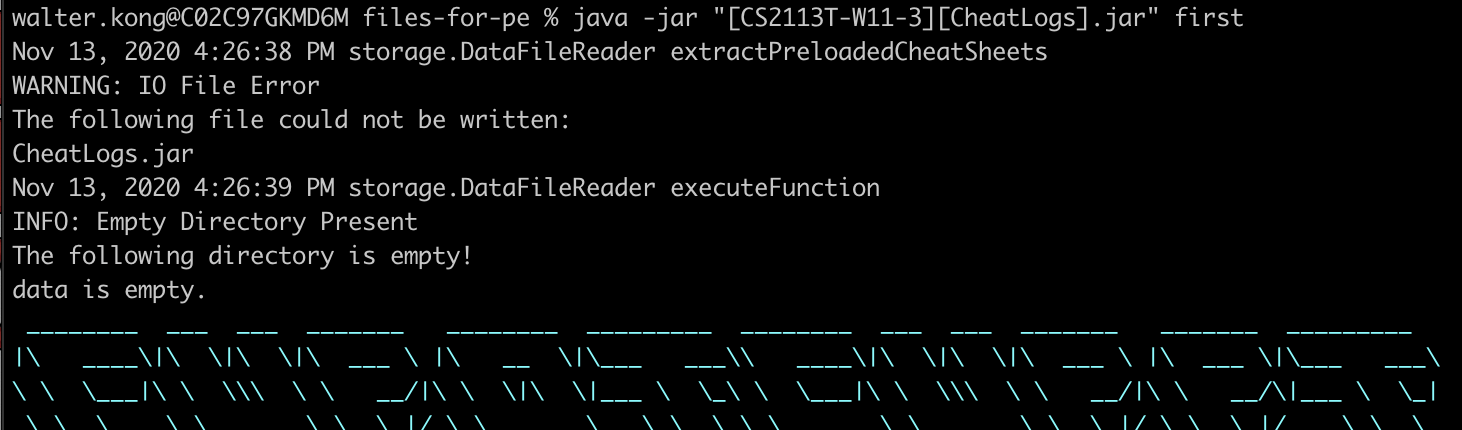 walter.kong@C02C97GKMD6M files-for-pe % java -jar "[CS2113T-W11-3][CheatLogs].jar" first
Nov 13, 2020 4:26:38 PM storage.DataFileReader extractPreloadedCheatSheets
WARNING: IO File Error
The following file could not be written:
CheatLogs.jar
Nov 13, 2020 4:26:39 PM storage.DataFileReader executeFunction
INFO: Empty Directory Present
The following directory is empty!
data is empty.